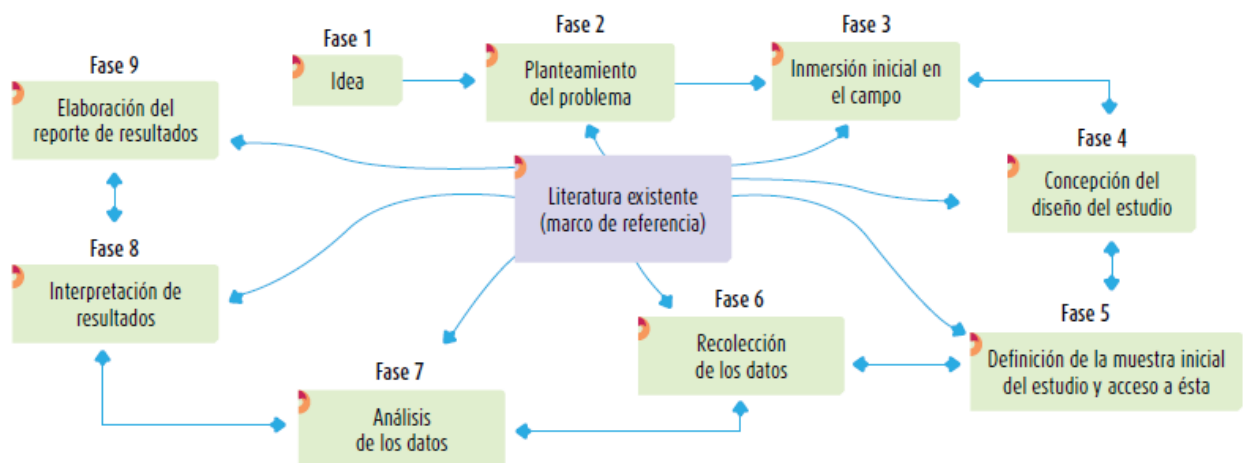 Fase 1
Idea
Fase 2
Planteamiento
del problema
Fase 3
Inmersión inicial en
el campo
Fase 4
Concepción del
diseño del estudio
Fase 5
Definición de la muestra inicial
del estudio y acceso a ésta
Fase 6
Recolección
de los datos
Fase 7
Análisis
de los datos
Fase 8
Interpretación de
resultados
Fase 9
Elaboración del
reporte de resultados
Literatura existente
(marco de referencia)